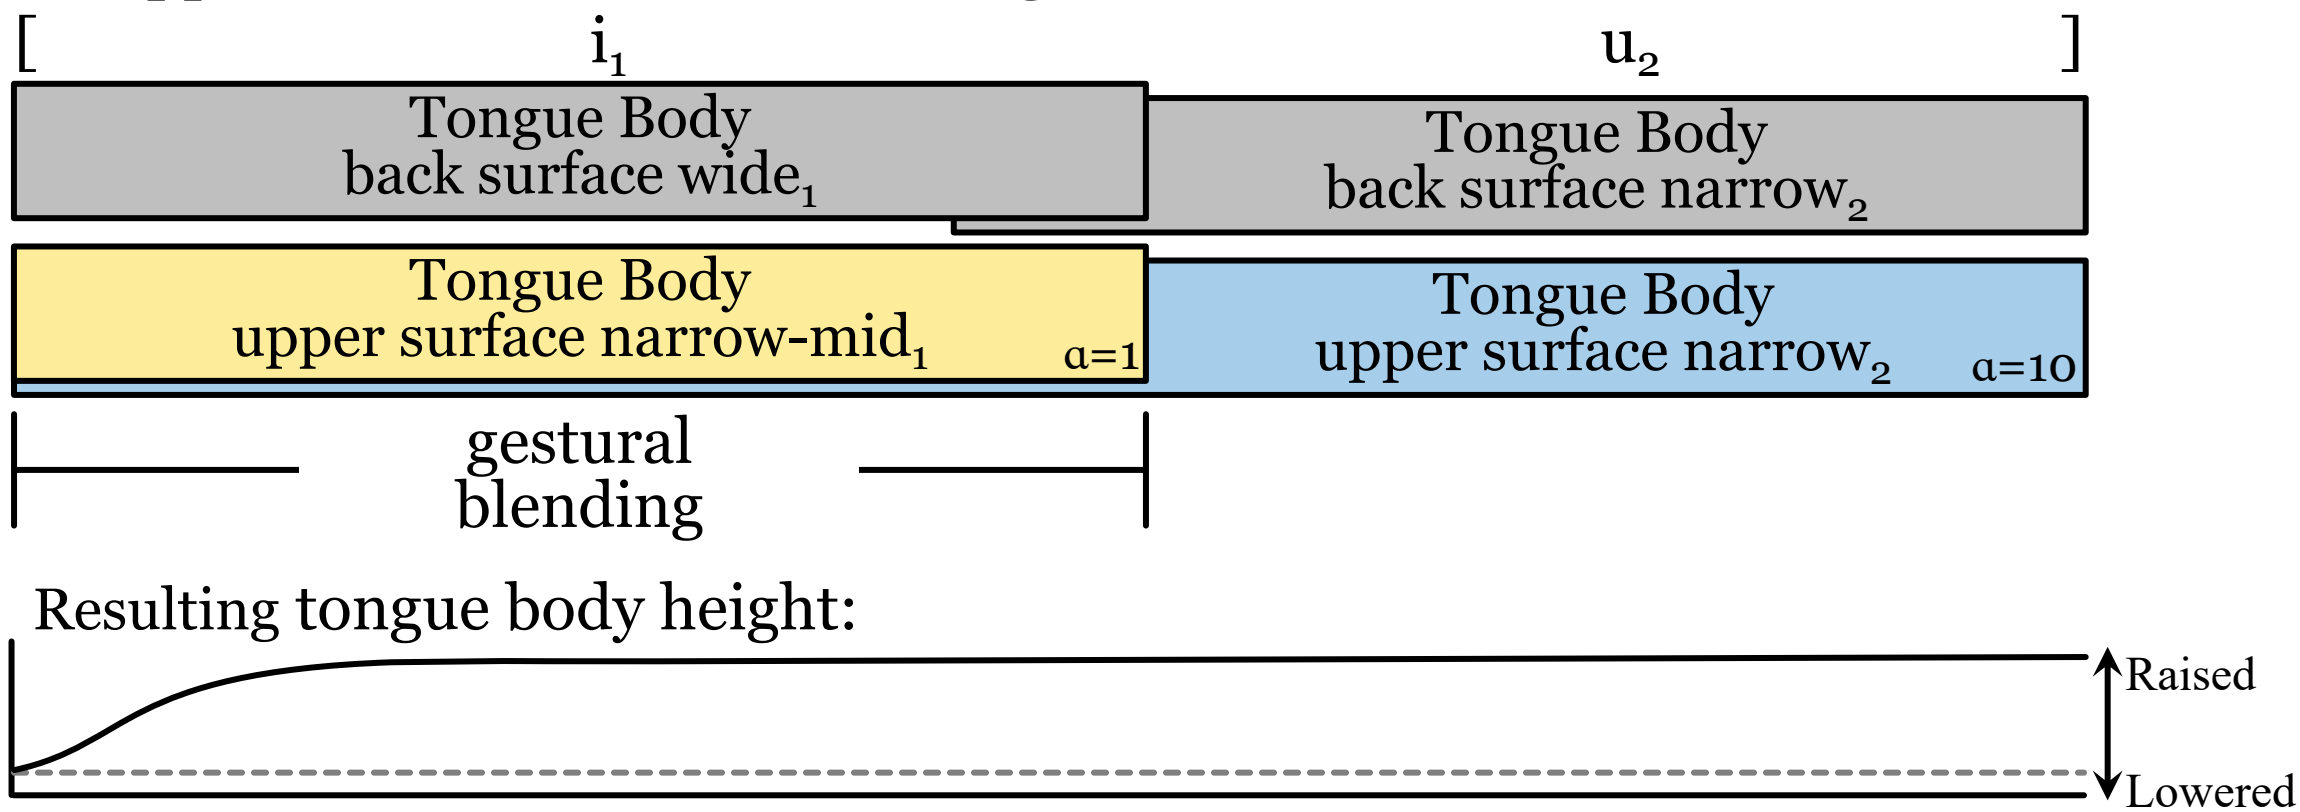 [ i₁ u₂ ]
Tongue Body
back surface wide₁
Tongue Body
back surface narrow₂
Tongue Body
upper surface narrow-mid₁ α=1
Tongue Body
upper surface narrow₂ α=10
gestural
blending
Resulting tongue body height:
Raised
Lowered